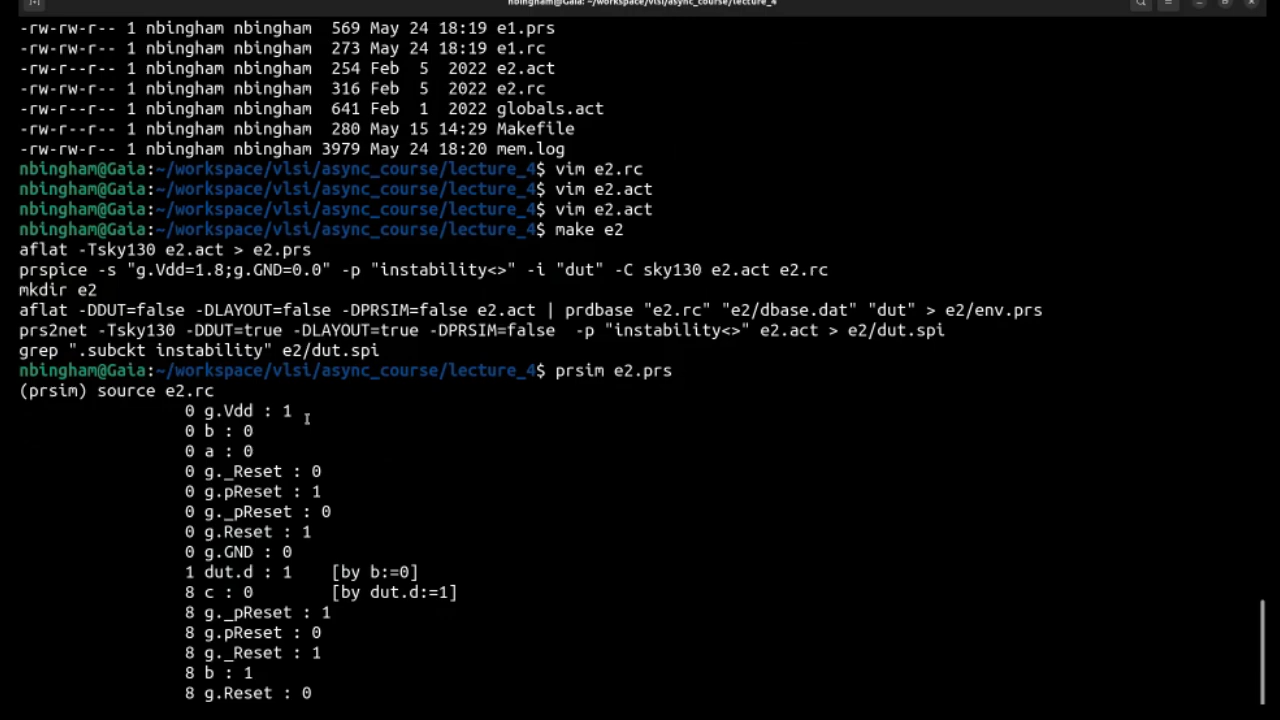 nbingham@Gaia: ~/workspace/vlsi/async_course/lecture_4
-rw-rw-r-- 1 nbingham nbingham  569 May 24 18:19 e1.prs
-rw-rw-r-- 1 nbingham nbingham  273 May 24 18:19 e1.rc
-rw-r--r-- 1 nbingham nbingham  254 Feb  5  2022 e2.act
-rw-r--r-- 1 nbingham nbingham  316 Feb  5  2022 e2.rc
-rw-r--r-- 1 nbingham nbingham  641 Feb  1  2022 globals.act
-rw-r--r-- 1 nbingham nbingham  280 May 15 14:29 Makefile
-rw-rw-r-- 1 nbingham nbingham 3979 May 24 18:20 mem.log
nbingham@Gaia:~/workspace/vlsi/async_course/lecture_4$ vim e2.rc
nbingham@Gaia:~/workspace/vlsi/async_course/lecture_4$ vim e2.act
nbingham@Gaia:~/workspace/vlsi/async_course/lecture_4$ vim e2.act
nbingham@Gaia:~/workspace/vlsi/async_course/lecture_4$ make e2
aflat -Tsky130 e2.act > e2.prs
prspice -s "g.Vdd=1.8;g.GND=0.0" -p "instability<>" -i "dut" -C sky130 e2.act e2.rc
mkdir e2
aflat -DDUT=false -DLAYOUT=false -DPRSIM=false e2.act | prdbase "e2.rc" "e2/dbase.dat" "dut" > e2/env.prs
prs2net -Tsky130 -DDUT=true -DLAYOUT=true -DPRSIM=false  -p "instability<>" e2.act > e2/dut.spi
grep ".subckt instability" e2/dut.spi
nbingham@Gaia:~/workspace/vlsi/async_course/lecture_4$ prsim e2.prs
(prsim) source e2.rc
0 g.Vdd : 1
0 b : 0
0 a : 0
0 g._Reset : 0
0 g.pReset : 1
0 g._pReset : 0
0 g.Reset : 1
0 g.GND : 0
1 dut.d : 1    [by b:=0]
8 c : 0        [by dut.d:=1]
8 g._pReset : 1
8 g.pReset : 0
8 g._Reset : 1
8 b : 1
8 g.Reset : 0